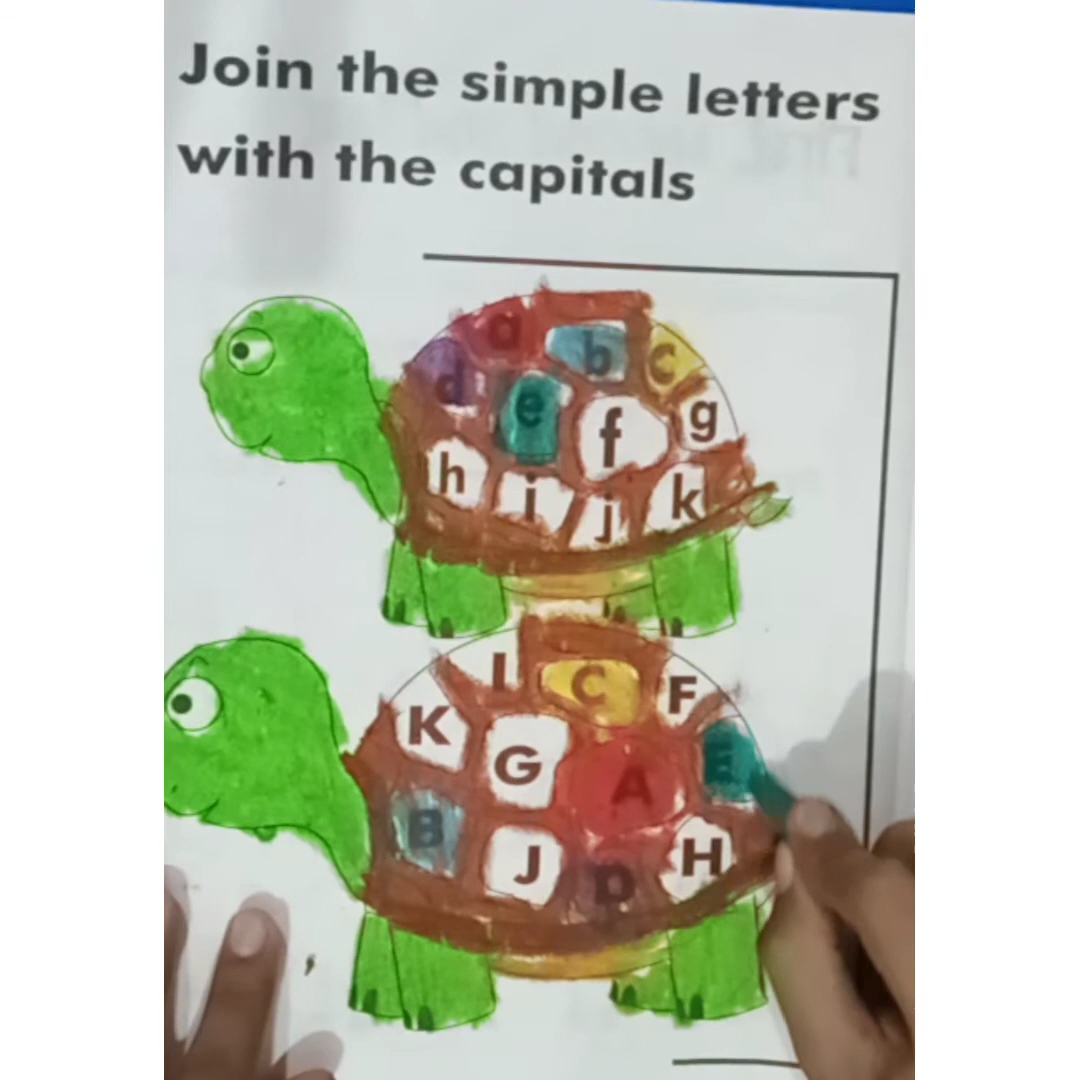 Join the simple letters
with the capitals
a b c
d e f g
h i j k
I C F
K G A E
B J p H